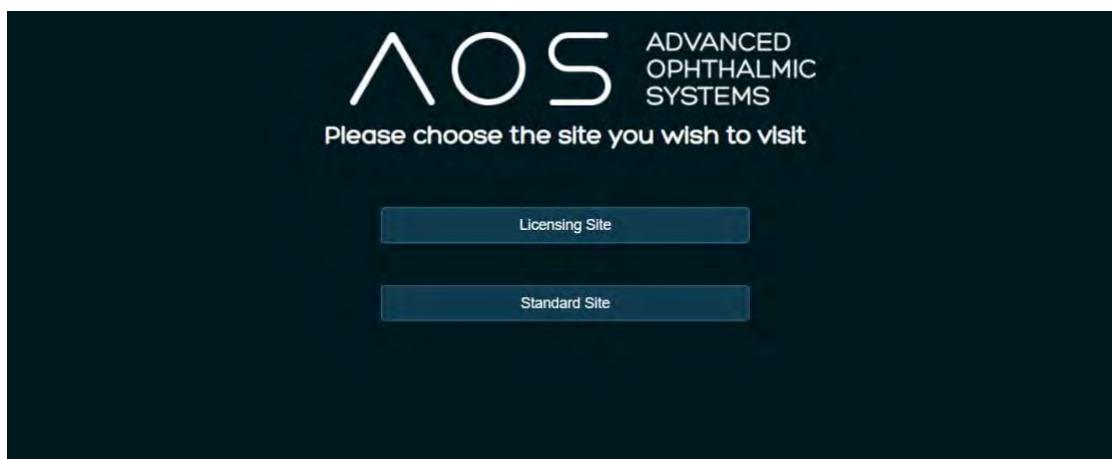 AOS
ADVANCED
OPHTHALMIC
SYSTEMS
Please choose the site you wish to visit
Licensing Site
Standard Site